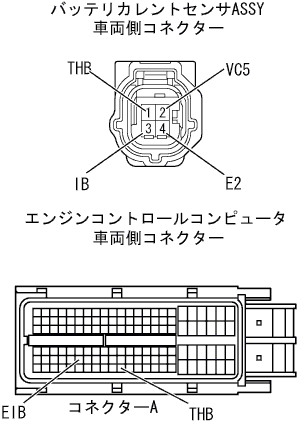 バッテリカレントセンサASSY
車両側コネクター
THB
VC5
1 2
3 4
IB
E2
エンジンコントロールコンピュータ
車両側コネクター
EIB
コネクターA
THB